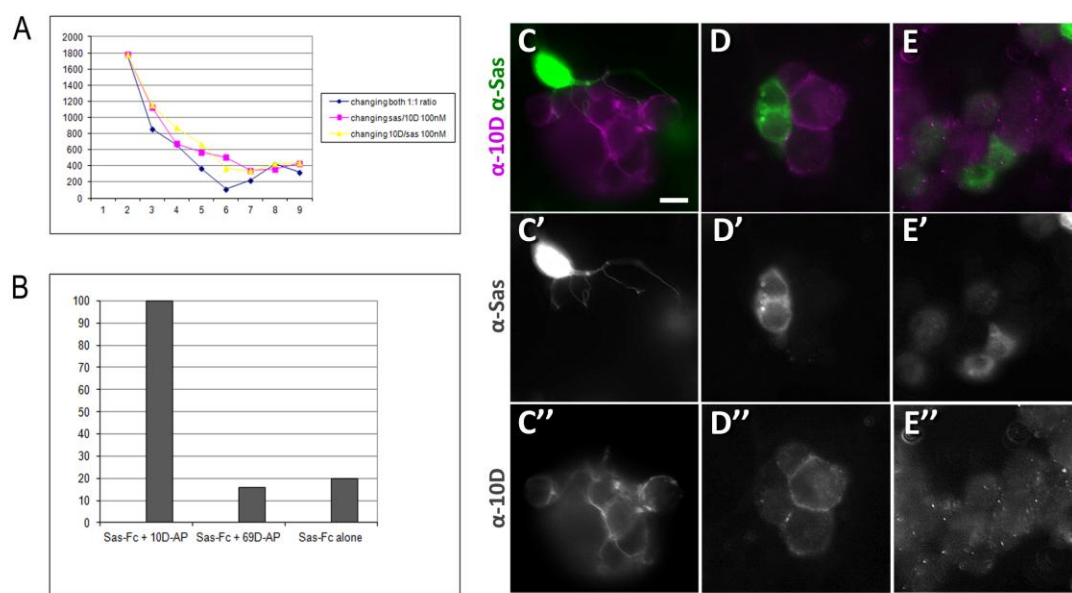 A
2000
1800
1600
1400
1200
1000
800
600
400
200
0
1 2 3 4 5 6 7 8 9
changing both 1:1 ratio
changing sas/10D 100nM
changing 10D/sas 100nM
B
100
90
80
70
60
50
40
30
20
10
0
Sas-Fc + 10D-AP Sas-Fc + 69D-AP Sas-Fc alone
α-10D α-Sas
C D E
α-Sas
C’ D’ E’
α-10D
C’’ D’’ E’’